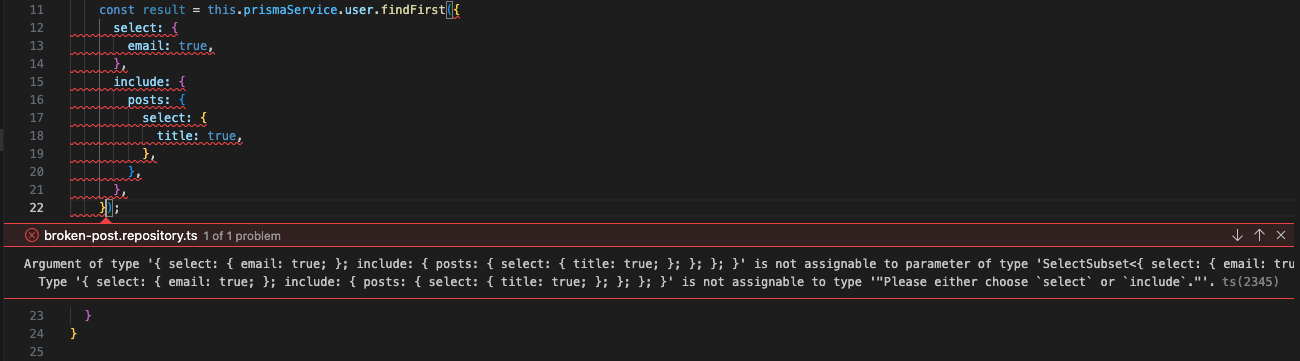 11 const result = this.prismaService.user.findFirst({
12 select: {
13 email: true,
14 },
15 include: {
16 posts: {
17 select: {
18 title: true,
19 },
20 },
21 },
22 });
broken-post.repository.ts 1 of 1 problem
Argument of type '{ select: { email: true; }; include: { posts: { select: { title: true; }; }; }; }' is not assignable to parameter of type 'SelectSubset<{ select: { email: tru
Type '{ select: { email: true; }; include: { posts: { select: { title: true; }; }; }; }' is not assignable to type '"Please either choose `select` or `include`."'. ts(2345)
23 }
24 }
25